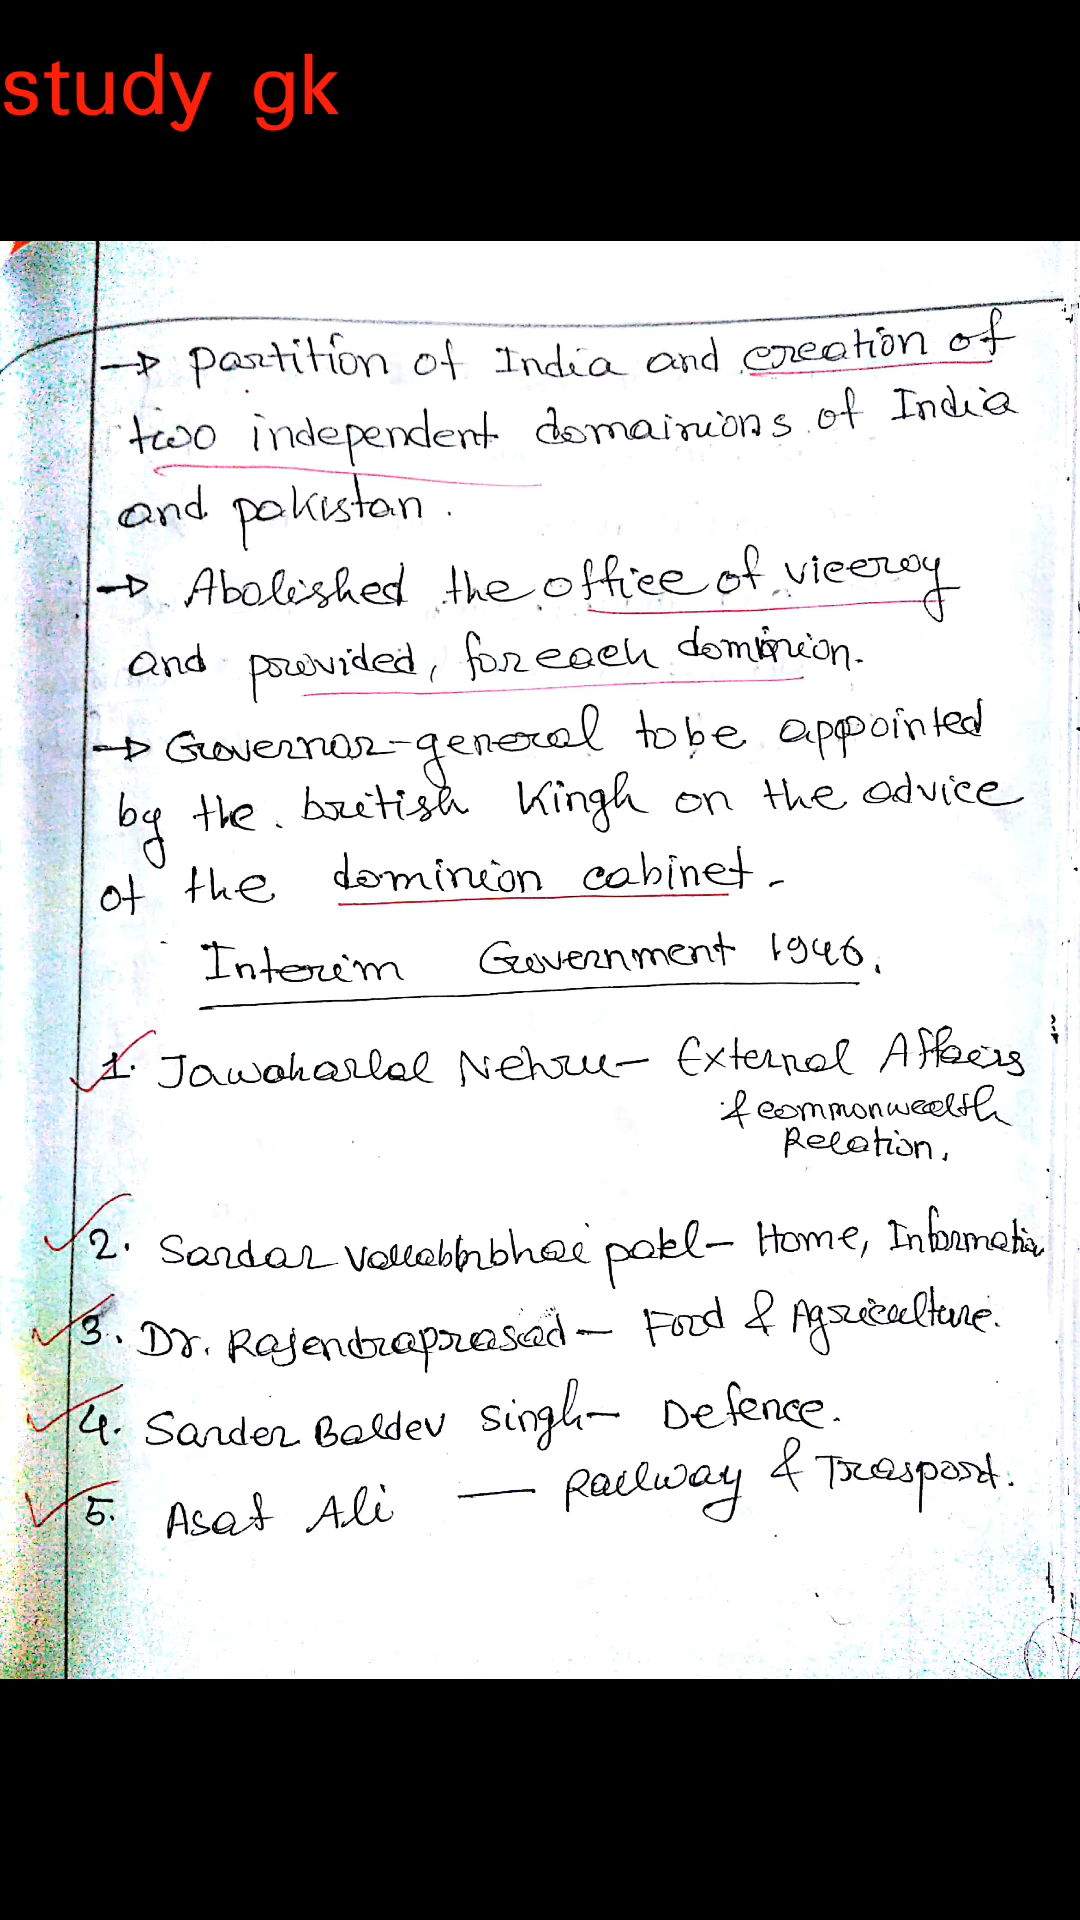 study gk
→ partition of India and creation of
two independent domainions of India
and pakistan.
→ Abolished the office of viceroy
and provided, for each dominion.
→ Governor-general to be appointed
by the british Kingh on the advice
of the dominion cabinet.
Interim Government 1946.
1. Jawaharlal Nehru - External Affairs
& commonwealth
Relation.
2. Sardar Vallabhbhai patel - Home, Information
3. Dr. Rajendraprasad - Food & Agriculture.
4. Sarder Baldev Singh - Defence.
5. Asaf Ali - Railway & Trasport.